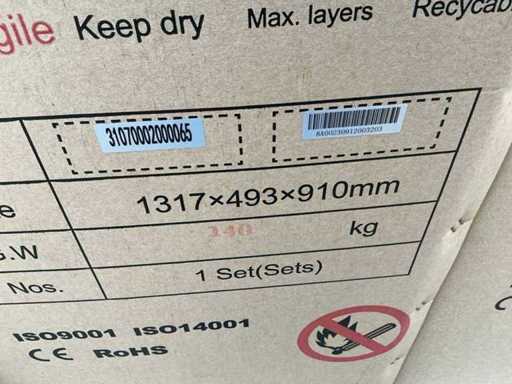 gile Keep dry Max. layers Recycab
31070002000065
BA00230912003203
e 1317×493×910mm
.W 140 kg
Nos. 1 Set(Sets)
ISO9001 ISO14001
CE RoHS